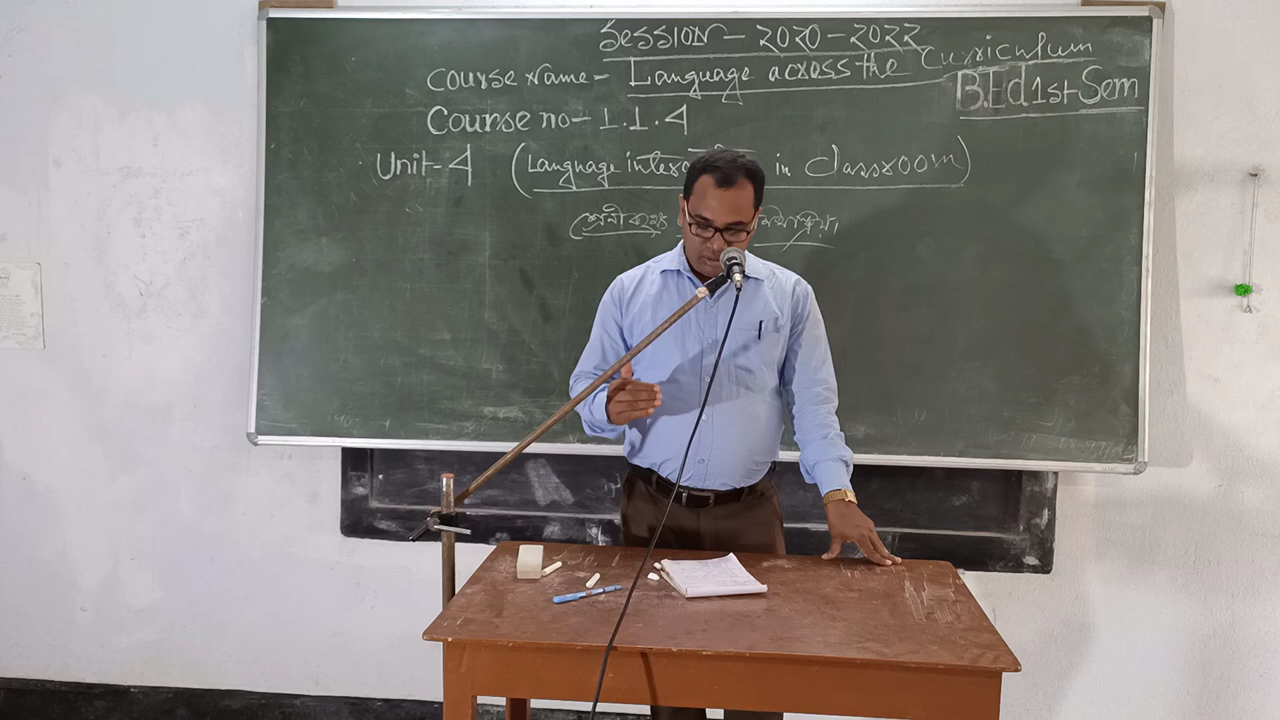 Session - 2020 - 2022
Course Name - Language across the Curriculum
B.Ed 1st Sem
Course no - 1.1.4
Unit - 4 (Language in classroom)